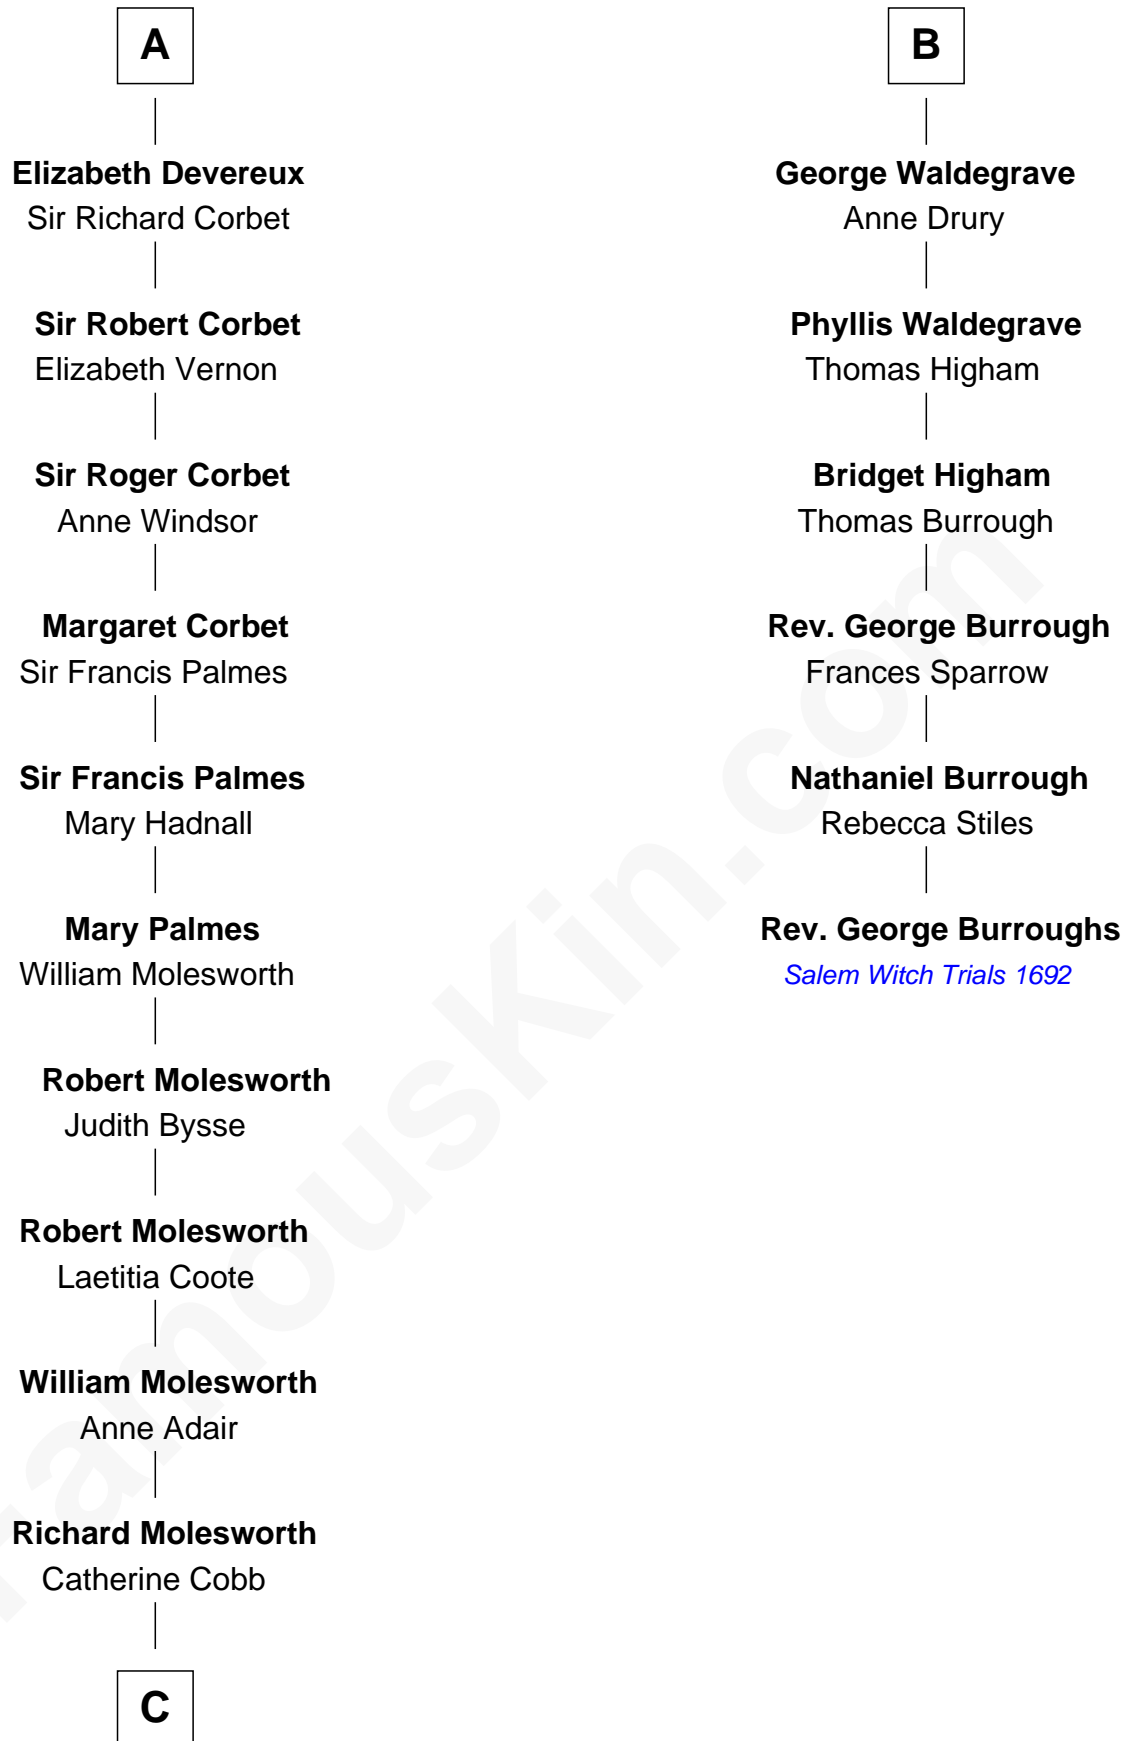 A
Elizabeth Devereux
Sir Richard Corbet
Sir Robert Corbet
Elizabeth Vernon
Sir Roger Corbet
Anne Windsor
Margaret Corbet
Sir Francis Palmes
Sir Francis Palmes
Mary Hadnall
Mary Palmes
William Molesworth
Robert Molesworth
Judith Bysse
Robert Molesworth
Laetitia Coote
William Molesworth
Anne Adair
Richard Molesworth
Catherine Cobb
C
B
George Waldegrave
Anne Drury
Phyllis Waldegrave
Thomas Higham
Bridget Higham
Thomas Burrough
Rev. George Burrough
Frances Sparrow
Nathaniel Burrough
Rebecca Stiles
Rev. George Burroughs
Salem Witch Trials 1692
FamousKin.com